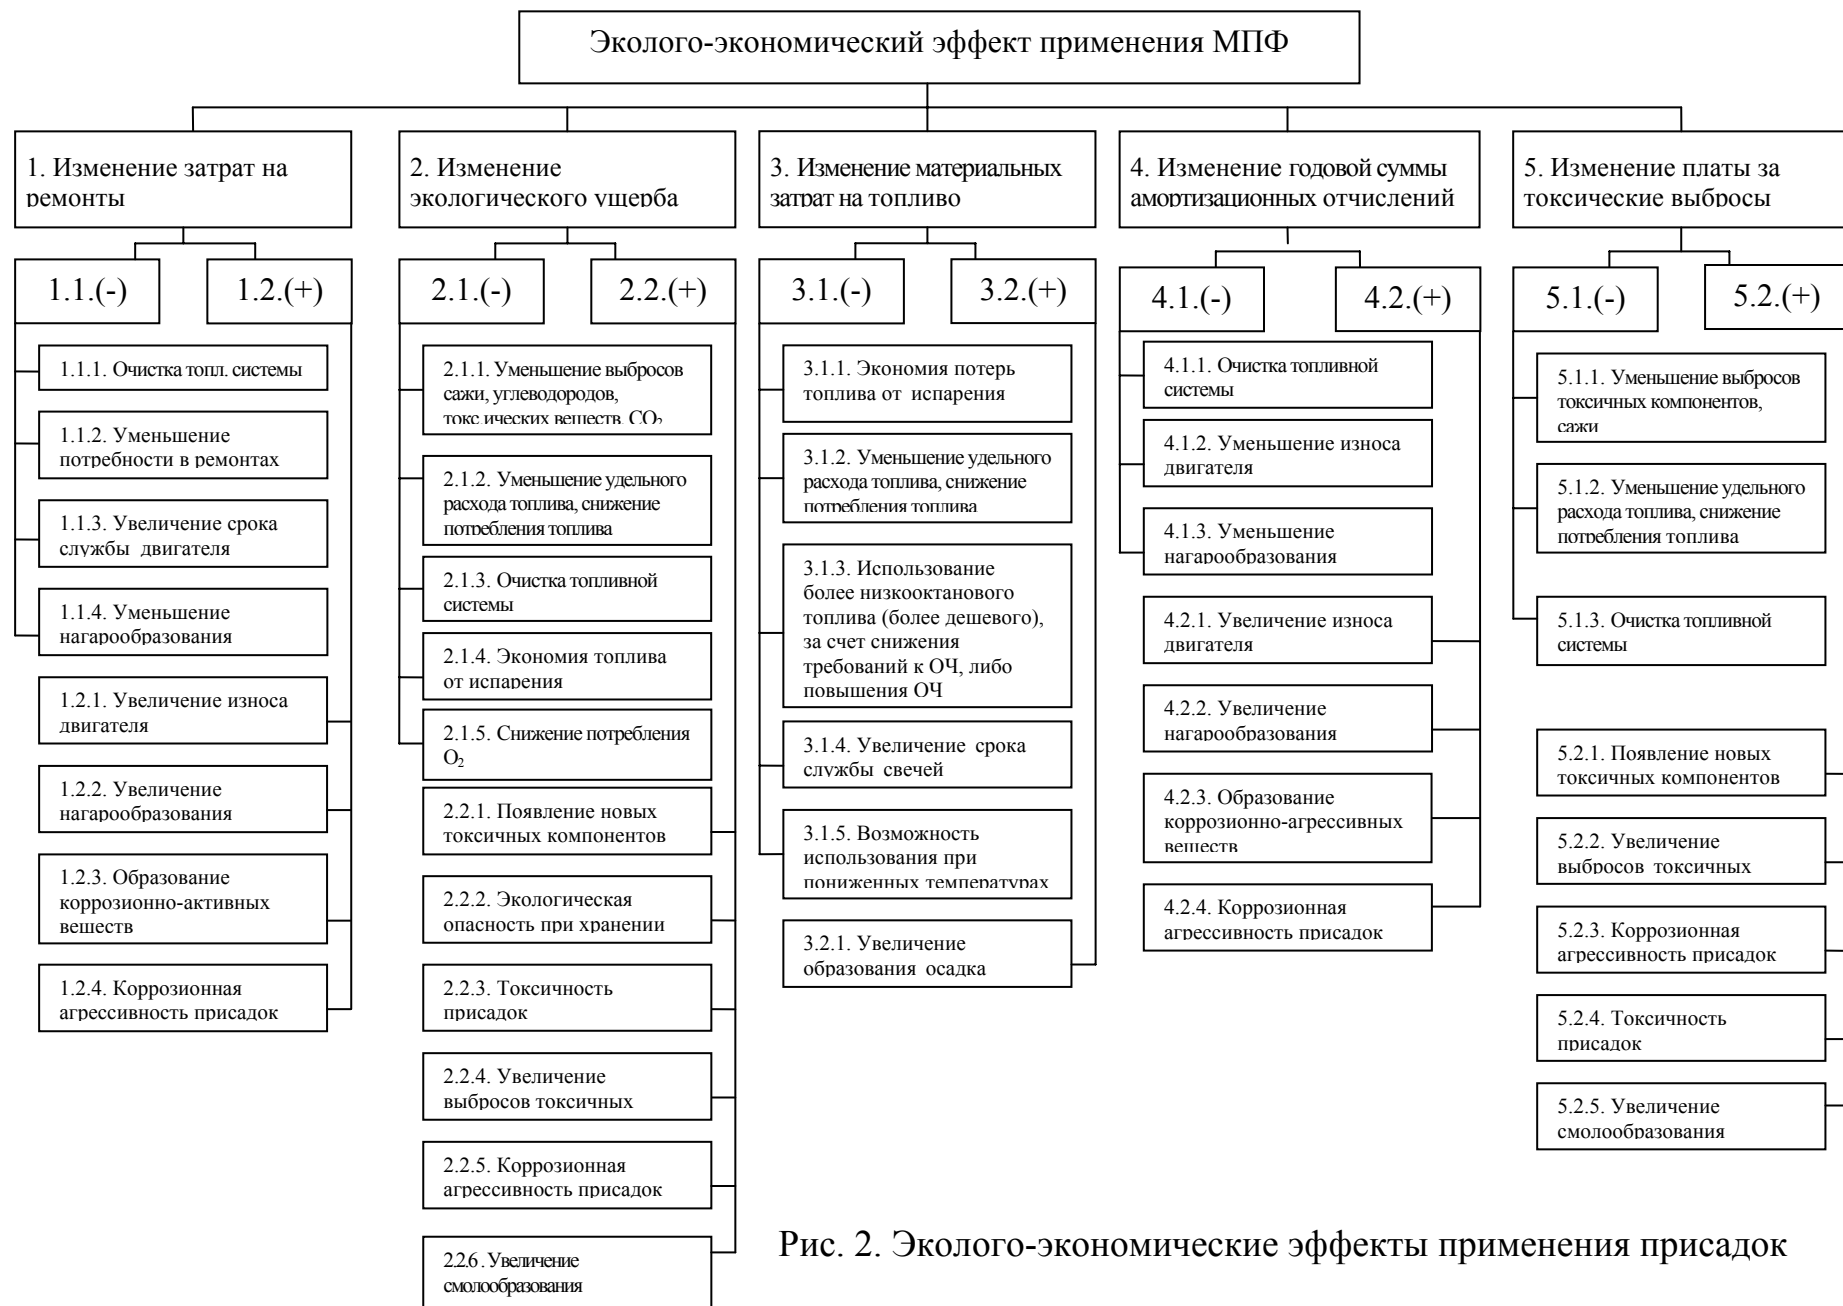 Эколого-экономический эффект применения МПФ
1. Изменение затрат на
ремонты
2. Изменение
экологического ущерба
3. Изменение материальных
затрат на топливо
4. Изменение годовой суммы
амортизационных отчислений
5. Изменение платы за
токсические выбросы
1.1.(-)
1.2.(+)
2.1.(-)
2.2.(+)
3.1.(-)
3.2.(+)
4.1.(-)
4.2.(+)
5.1.(-)
5.2.(+)
1.1.1. Очистка топл. системы
1.1.2. Уменьшение
потребности в ремонтах
1.1.3. Увеличение срока
службы двигателя
1.1.4. Уменьшение
нагарообразования
1.2.1. Увеличение износа
двигателя
1.2.2. Увеличение
нагарообразования
1.2.3. Образование
коррозионно-активных
веществ
1.2.4. Коррозионная
агрессивность присадок
2.1.1. Уменьшение выбросов
сажи, углеводородов,
токс ических веществ, CO₂
2.1.2. Уменьшение удельного
расхода топлива, снижение
потребления топлива
2.1.3. Очистка топливной
системы
2.1.4. Экономия топлива
от испарения
2.1.5. Снижение потребления
O₂
2.2.1. Появление новых
токсичных компонентов
2.2.2. Экологическая
опасность при хранении
2.2.3. Токсичность
присадок
2.2.4. Увеличение
выбросов токсичных
2.2.5. Коррозионная
агрессивность присадок
2.2.6 . Увеличение
смолообразования
3.1.1. Экономия потерь
топлива от испарения
3.1.2. Уменьшение удельного
расхода топлива, снижение
потребления топлива
3.1.3. Использование
более низкооктанового
топлива (более дешевого),
за счет снижения
требований к ОЧ, либо
повышения ОЧ
3.1.4. Увеличение срока
службы свечей
3.1.5. Возможность
использования при
пониженных температурах
3.2.1. Увеличение
образования осадка
4.1.1. Очистка топливной
системы
4.1.2. Уменьшение износа
двигателя
4.1.3. Уменьшение
нагарообразования
4.2.1. Увеличение износа
двигателя
4.2.2. Увеличение
нагарообразования
4.2.3. Образование
коррозионно-агрессивных
веществ
4.2.4. Коррозионная
агрессивность присадок
5.1.1. Уменьшение выбросов
токсичных компонентов,
сажи
5.1.2. Уменьшение удельного
расхода топлива, снижение
потребления топлива
5.1.3. Очистка топливной
системы
5.2.1. Появление новых
токсичных компонентов
5.2.2. Увеличение
выбросов токсичных
5.2.3. Коррозионная
агрессивность присадок
5.2.4. Токсичность
присадок
5.2.5. Увеличение
смолообразования
Рис. 2. Эколого-экономические эффекты применения присадок